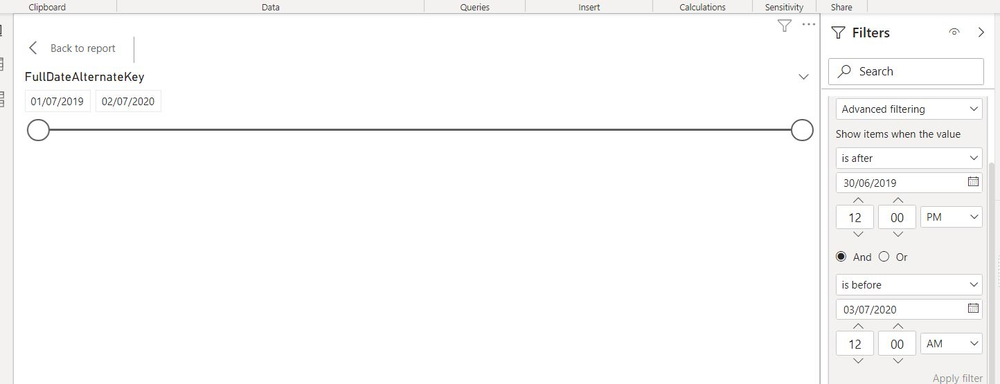 Clipboard Data Queries Insert Calculations Sensitivity Share
Back to report
FullDateAlternateKey
01/07/2019 02/07/2020
Filters
Search
Advanced filtering
Show items when the value
is after
30/06/2019
12 00 PM
And Or
is before
03/07/2020
12 00 AM
Apply filter